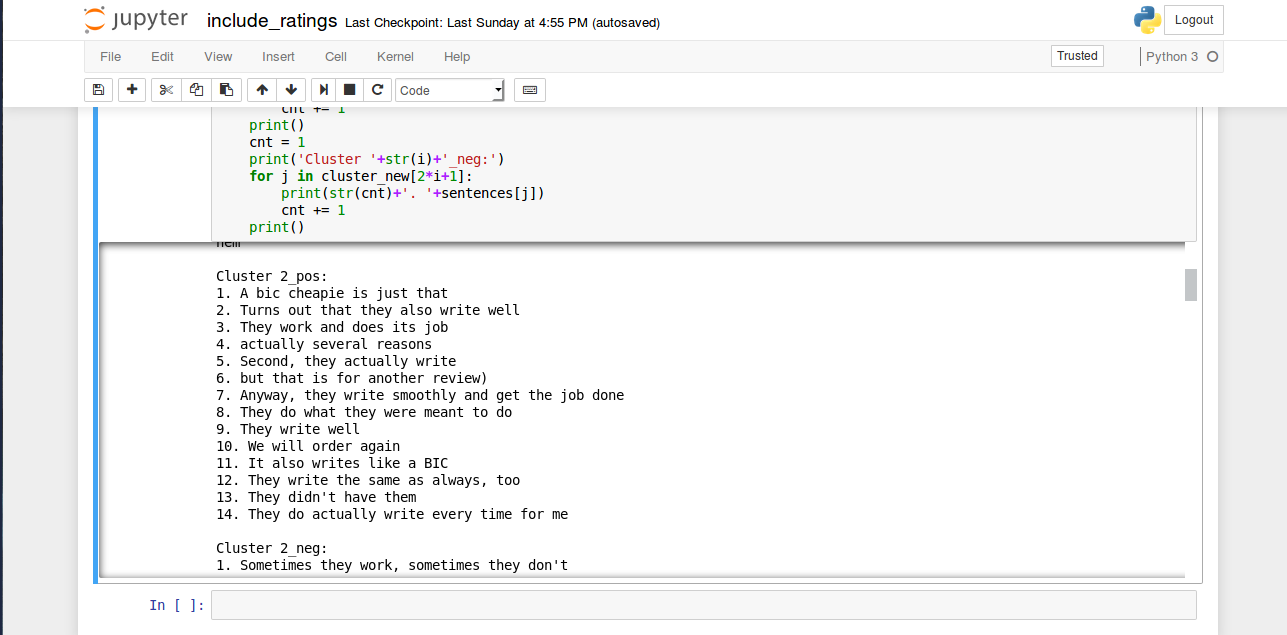 jupyter include_ratings Last Checkpoint: Last Sunday at 4:55 PM (autosaved) Logout
File Edit View Insert Cell Kernel Help Trusted Python 3
Code
cnt += 1
print()
cnt = 1
print('Cluster '+str(i)+'_neg:')
for j in cluster_new[2*i+1]:
print(str(cnt)+'. '+sentences[j])
cnt += 1
print()
Cluster 2_pos:
1. A bic cheapie is just that
2. Turns out that they also write well
3. They work and does its job
4. actually several reasons
5. Second, they actually write
6. but that is for another review)
7. Anyway, they write smoothly and get the job done
8. They do what they were meant to do
9. They write well
10. We will order again
11. It also writes like a BIC
12. They write the same as always, too
13. They didn't have them
14. They do actually write every time for me
Cluster 2_neg:
1. Sometimes they work, sometimes they don't
In [ ]: